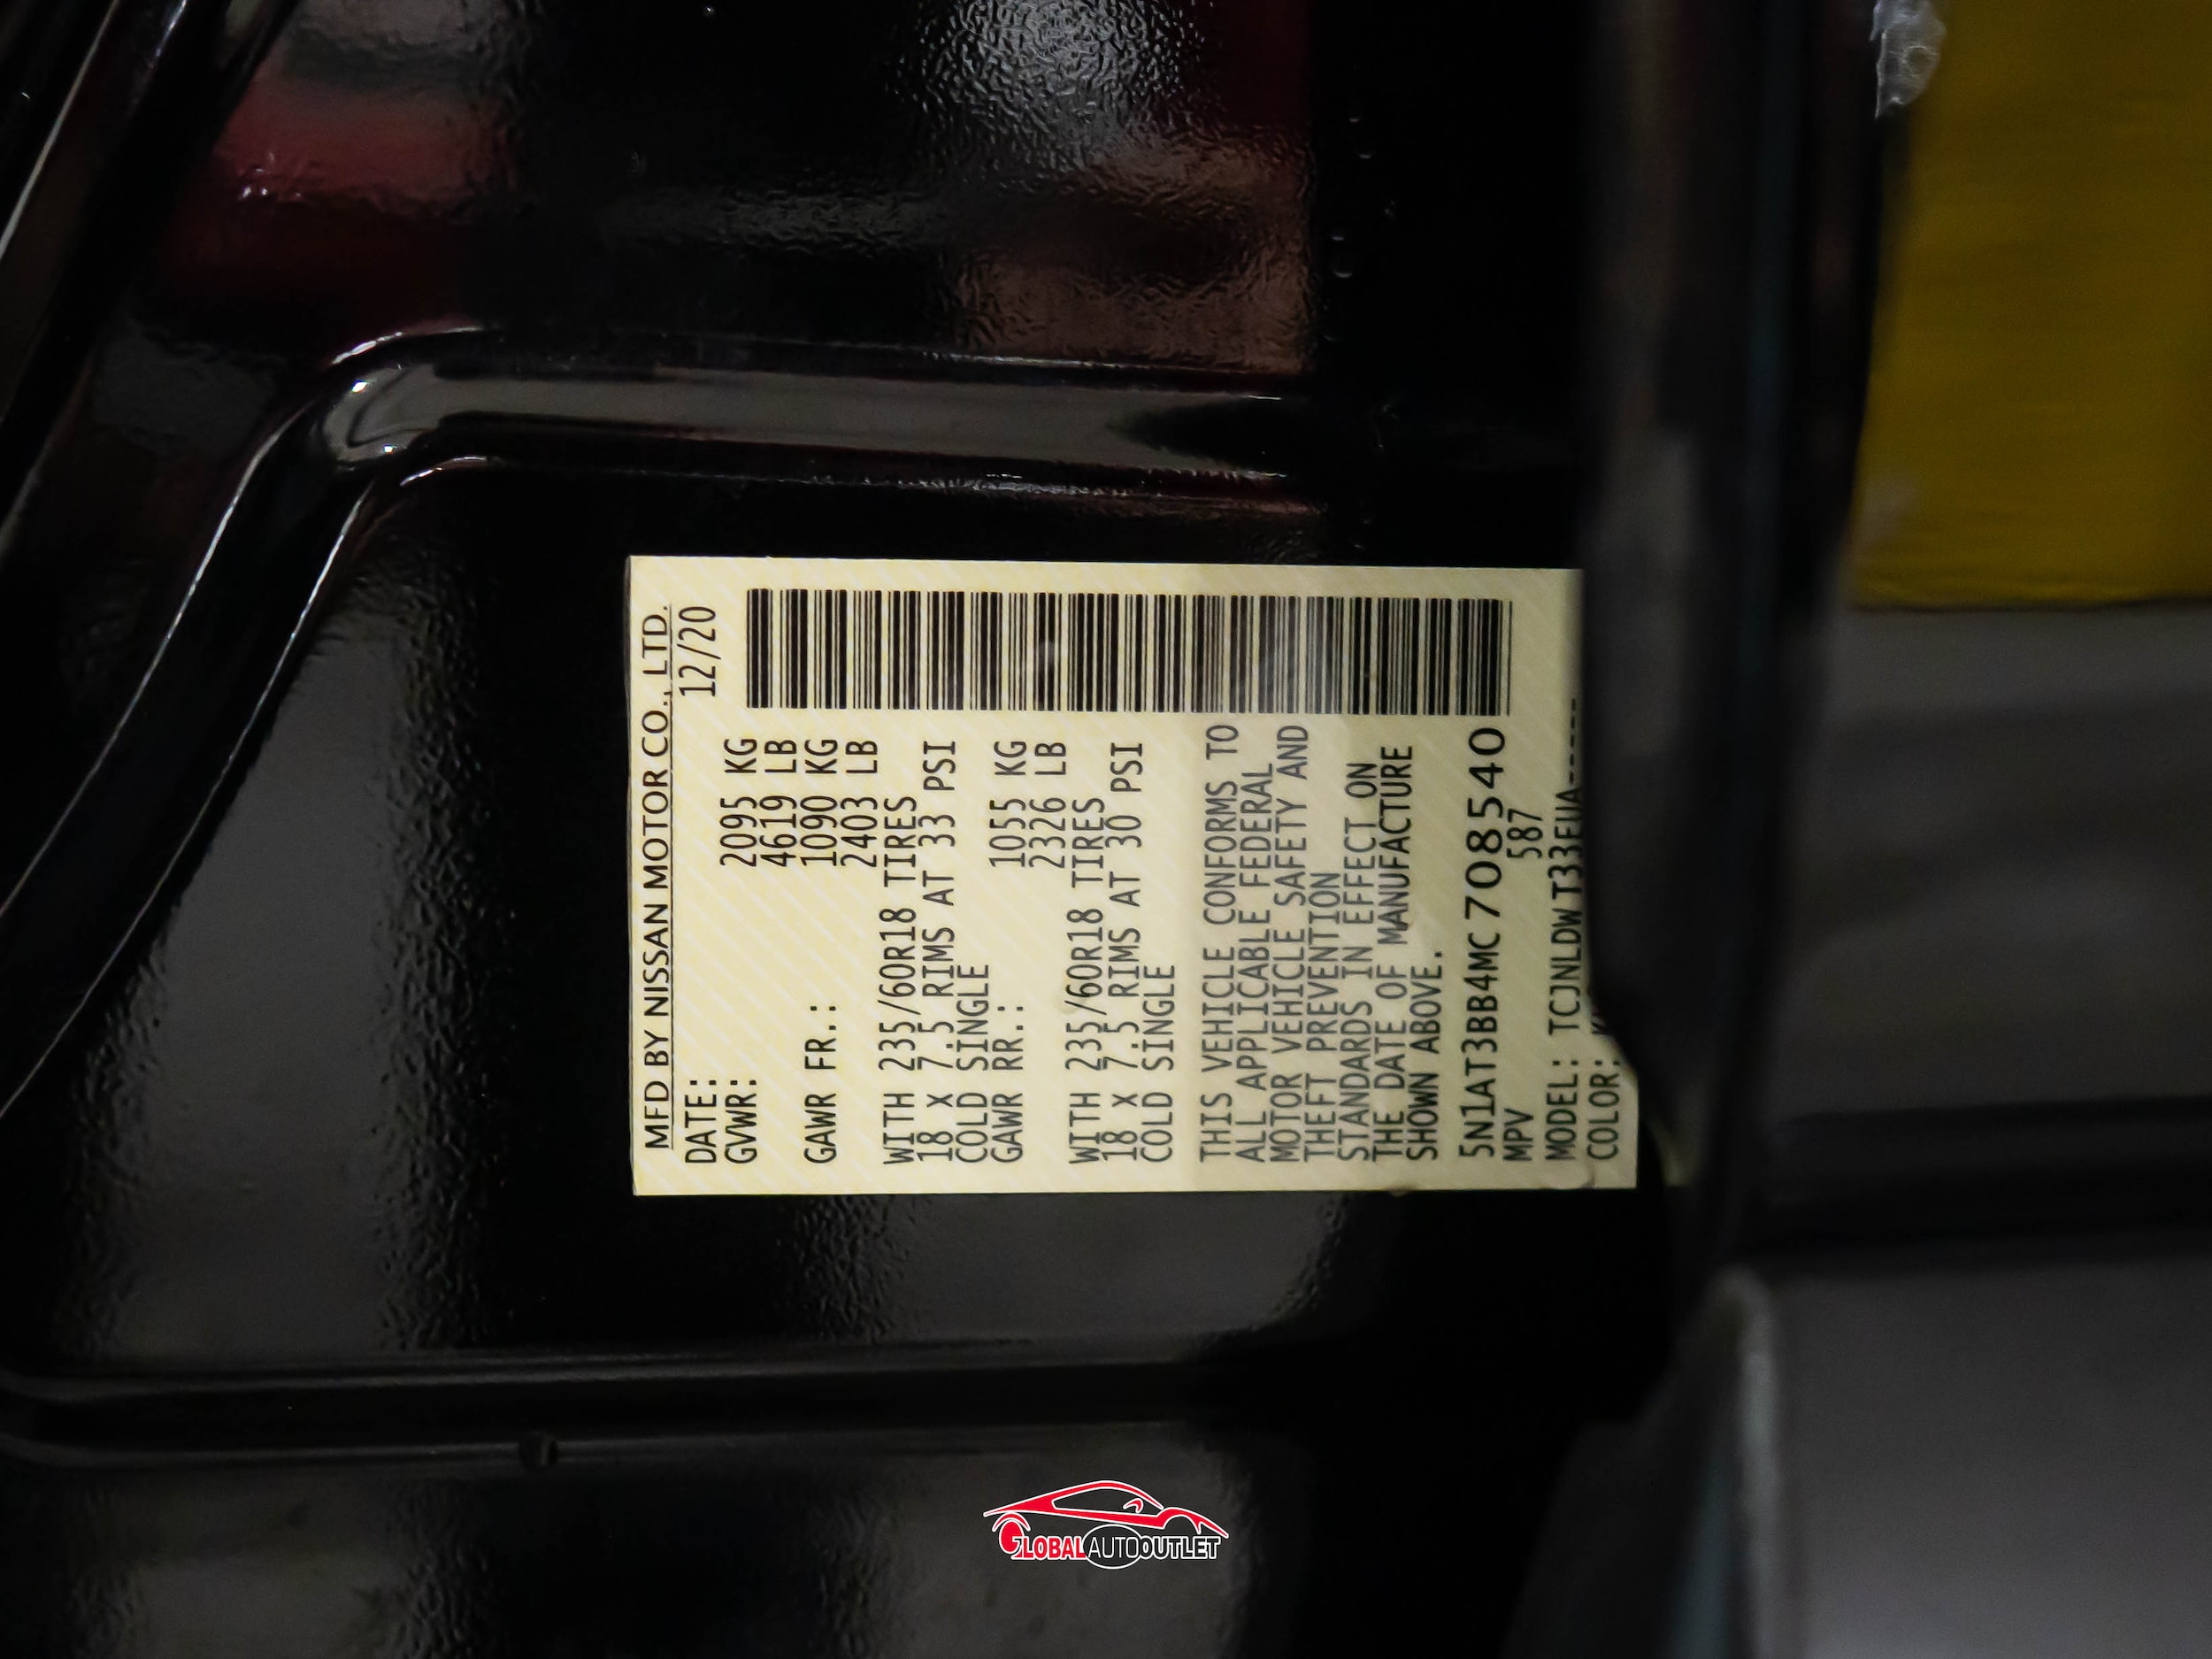 MFD BY NISSAN MOTOR CO., LTD.
DATE: 12/20
GVWR: 2095 KG
4619 LB
GAWR FR.: 1090 KG
2403 LB
WITH 235/60R18 TIRES
18 X 7.5 RIMS AT 33 PSI
COLD SINGLE
GAWR RR.: 1055 KG
2326 LB
WITH 235/60R18 TIRES
18 X 7.5 RIMS AT 30 PSI
COLD SINGLE
THIS VEHICLE CONFORMS TO
ALL APPLICABLE FEDERAL
MOTOR VEHICLE SAFETY AND
THEFT PREVENTION
STANDARDS IN EFFECT ON
THE DATE OF MANUFACTURE
SHOWN ABOVE.
5N1AT3BB4MC708540
MPV 587
MODEL: TCJNLDWT33EUA-----
COLOR:
GLOBALAUTOOUTLET